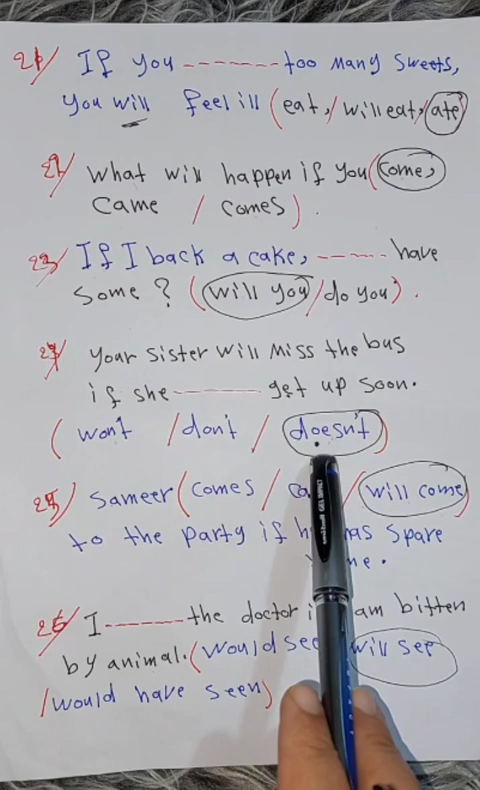 21/ If you ------- too many sweets,
you will feel ill (eat, / will eat, / ate)
22/ what will happen if you (come,
came / comes).
23/ If I back a cake, ------ have
some? (will you / do you).
24/ your sister will miss the bus
if she ------ get up soon.
(won't / don't / doesn't)
25/ Sameer (comes / / will come)
to the party if has spare
26/ I ------- the doctor am bitten
by animal. (would see will see
/ would have seen)